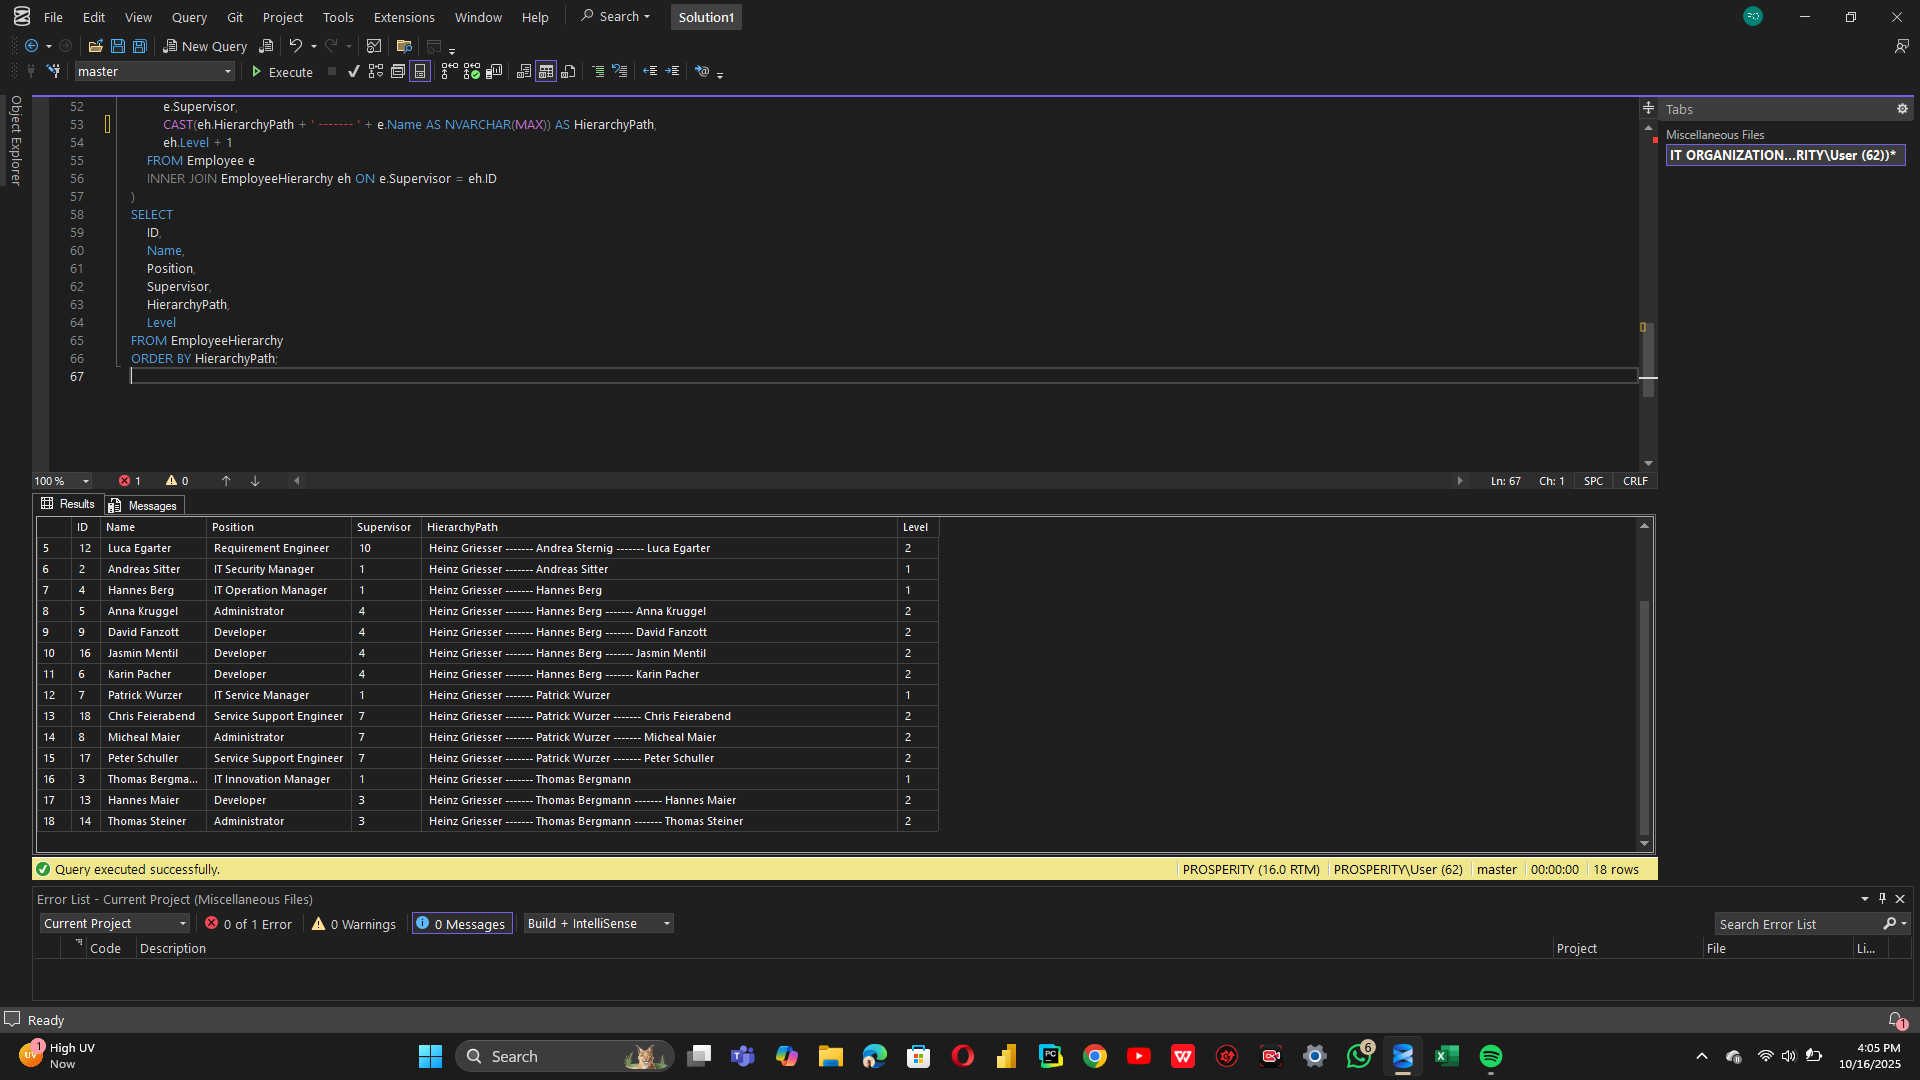 File Edit View Query Git Project Tools Extensions Window Help Search Solution1
New Query
master Execute
Object Explorer
52 e.Supervisor,
53 CAST(eh.HierarchyPath + ' ------- ' + e.Name AS NVARCHAR(MAX)) AS HierarchyPath,
54 eh.Level + 1
55 FROM Employee e
56 INNER JOIN EmployeeHierarchy eh ON e.Supervisor = eh.ID
57 )
58 SELECT
59 ID,
60 Name,
61 Position,
62 Supervisor,
63 HierarchyPath,
64 Level
65 FROM EmployeeHierarchy
66 ORDER BY HierarchyPath;
67
Tabs
Miscellaneous Files
IT ORGANIZATION...RITY\User (62))*
100 % 1 0 Ln: 67 Ch: 1 SPC CRLF
Results Messages
ID Name Position Supervisor HierarchyPath Level
5 12 Luca Egarter Requirement Engineer 10 Heinz Griesser ------- Andrea Sternig ------- Luca Egarter 2
6 2 Andreas Sitter IT Security Manager 1 Heinz Griesser ------- Andreas Sitter 1
7 4 Hannes Berg IT Operation Manager 1 Heinz Griesser ------- Hannes Berg 1
8 5 Anna Kruggel Administrator 4 Heinz Griesser ------- Hannes Berg ------- Anna Kruggel 2
9 9 David Fanzott Developer 4 Heinz Griesser ------- Hannes Berg ------- David Fanzott 2
10 16 Jasmin Mentil Developer 4 Heinz Griesser ------- Hannes Berg ------- Jasmin Mentil 2
11 6 Karin Pacher Developer 4 Heinz Griesser ------- Hannes Berg ------- Karin Pacher 2
12 7 Patrick Wurzer IT Service Manager 1 Heinz Griesser ------- Patrick Wurzer 1
13 18 Chris Feierabend Service Support Engineer 7 Heinz Griesser ------- Patrick Wurzer ------- Chris Feierabend 2
14 8 Micheal Maier Administrator 7 Heinz Griesser ------- Patrick Wurzer ------- Micheal Maier 2
15 17 Peter Schuller Service Support Engineer 7 Heinz Griesser ------- Patrick Wurzer ------- Peter Schuller 2
16 3 Thomas Bergma... IT Innovation Manager 1 Heinz Griesser ------- Thomas Bergmann 1
17 13 Hannes Maier Developer 3 Heinz Griesser ------- Thomas Bergmann ------- Hannes Maier 2
18 14 Thomas Steiner Administrator 3 Heinz Griesser ------- Thomas Bergmann ------- Thomas Steiner 2
Query executed successfully. PROSPERITY (16.0 RTM) PROSPERITY\User (62) master 00:00:00 18 rows
Error List - Current Project (Miscellaneous Files)
Current Project 0 of 1 Error 0 Warnings 0 Messages Build + IntelliSense Search Error List
Code Description Project File Li...
Ready 1
1 High UV
Now
Search
PC
6
4:05 PM
10/16/2025